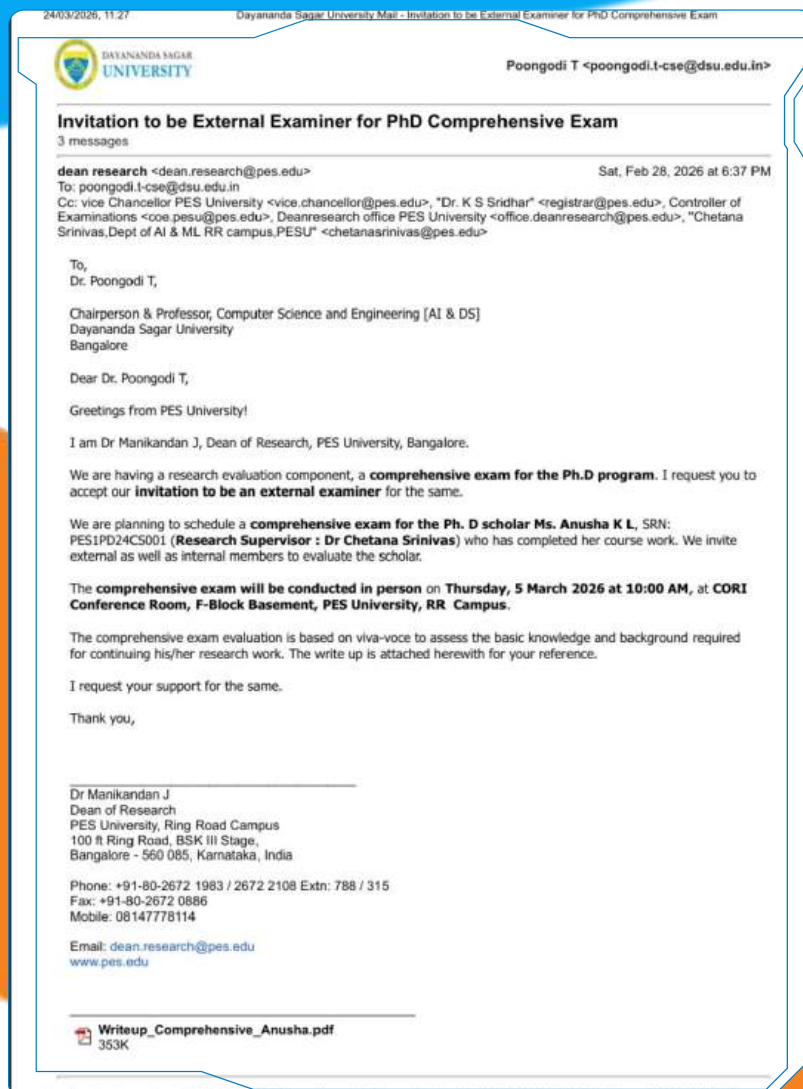 24/03/2026, 11:27 Dayananda Sagar University Mail - Invitation to be External Examiner for PhD Comprehensive Exam
DAYANANDA SAGAR
UNIVERSITY
Poongodi T <poongodi.t-cse@dsu.edu.in>
Invitation to be External Examiner for PhD Comprehensive Exam
3 messages
dean research <dean.research@pes.edu> Sat, Feb 28, 2026 at 6:37 PM
To: poongodi.t-cse@dsu.edu.in
Cc: vice Chancellor PES University <vice.chancellor@pes.edu>, "Dr. K S Sridhar" <registrar@pes.edu>, Controller of
Examinations <coe.pesu@pes.edu>, Deanresearch office PES University <office.deanresearch@pes.edu>, "Chetana
Srinivas,Dept of AI & ML RR campus,PESU" <chetanasrinivas@pes.edu>
To,
Dr. Poongodi T,
Chairperson & Professor, Computer Science and Engineering [AI & DS]
Dayananda Sagar University
Bangalore
Dear Dr. Poongodi T,
Greetings from PES University!
I am Dr Manikandan J, Dean of Research, PES University, Bangalore.
We are having a research evaluation component, a comprehensive exam for the Ph.D program. I request you to
accept our invitation to be an external examiner for the same.
We are planning to schedule a comprehensive exam for the Ph. D scholar Ms. Anusha K L, SRN:
PES1PD24CS001 (Research Supervisor : Dr Chetana Srinivas) who has completed her course work. We invite
external as well as internal members to evaluate the scholar.
The comprehensive exam will be conducted in person on Thursday, 5 March 2026 at 10:00 AM, at CORI
Conference Room, F-Block Basement, PES University, RR Campus.
The comprehensive exam evaluation is based on viva-voce to assess the basic knowledge and background required
for continuing his/her research work. The write up is attached herewith for your reference.
I request your support for the same.
Thank you,
Dr Manikandan J
Dean of Research
PES University, Ring Road Campus
100 ft Ring Road, BSK III Stage,
Bangalore - 560 085, Karnataka, India
Phone: +91-80-2672 1983 / 2672 2108 Extn: 788 / 315
Fax: +91-80-2672 0886
Mobile: 08147778114
Email: dean.research@pes.edu
www.pes.edu
Writeup_Comprehensive_Anusha.pdf
353K